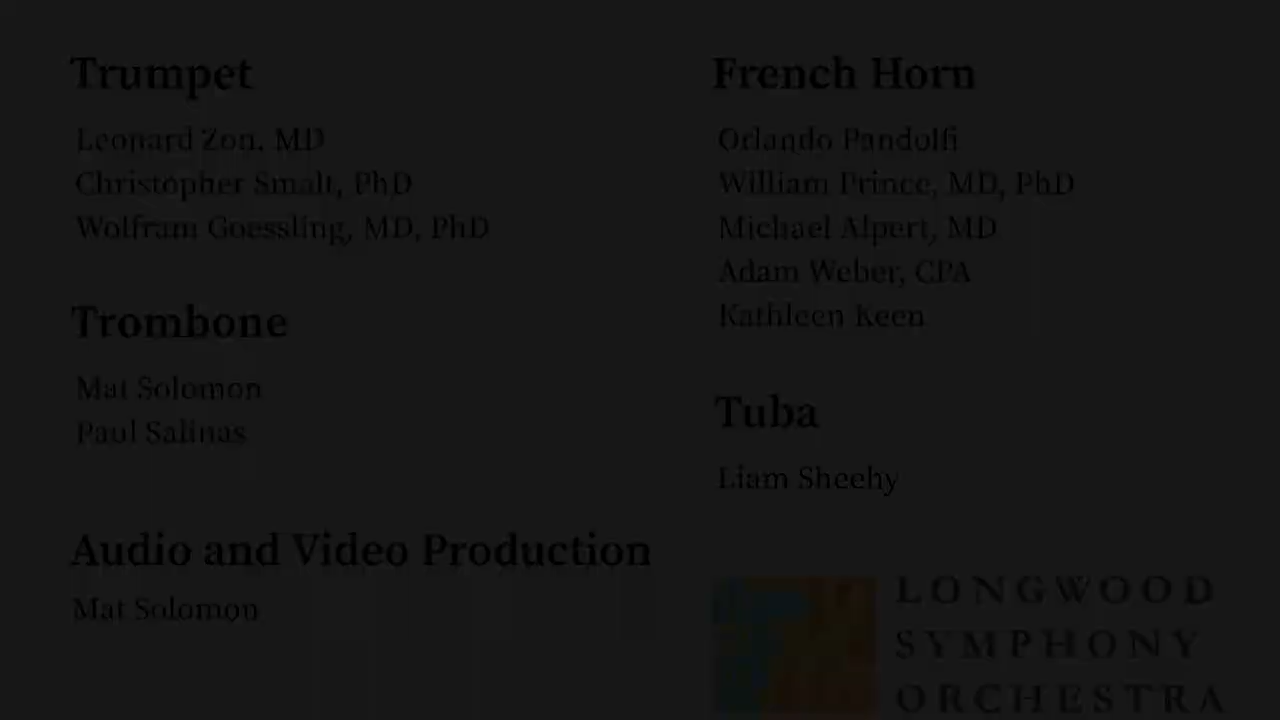 Trumpet
Leonard Zon, MD
Christopher Smalt, PhD
Wolfram Goessling, MD, PhD
Trombone
Mat Solomon
Paul Salinas
Audio and Video Production
Mat Solomon
French Horn
Orlando Pandolfi
William Prince, MD, PhD
Michael Alpert, MD
Adam Weber, CPA
Kathleen Keen
Tuba
Liam Sheehy
LONGWOOD
SYMPHONY
ORCHESTRA